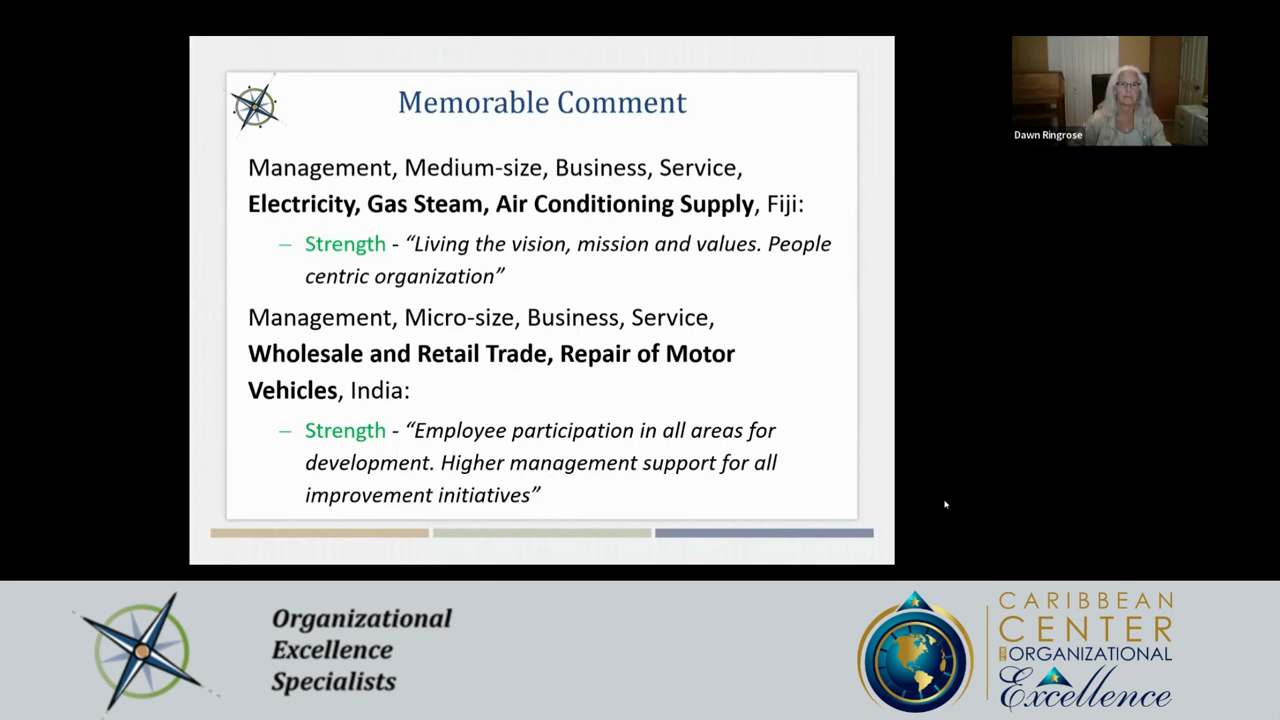 Memorable Comment
Management, Medium-size, Business, Service,
Electricity, Gas Steam, Air Conditioning Supply, Fiji:
– Strength - “Living the vision, mission and values. People
centric organization”
Management, Micro-size, Business, Service,
Wholesale and Retail Trade, Repair of Motor
Vehicles, India:
– Strength - “Employee participation in all areas for
development. Higher management support for all
improvement initiatives”
Dawn Ringrose
Organizational
Excellence
Specialists
CARIBBEAN
CENTER
FOR ORGANIZATIONAL
Excellence